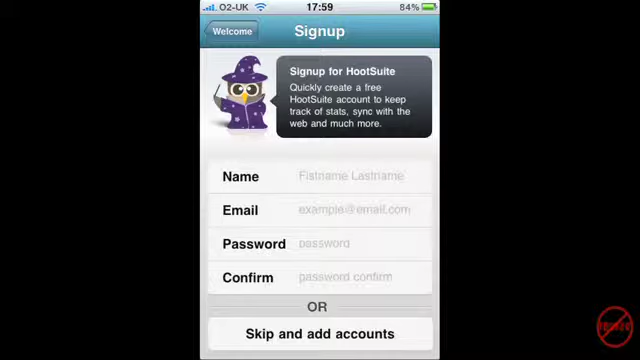 O2-UK 17:59 84%
Welcome Signup
Signup for HootSuite
Quickly create a free
HootSuite account to keep
track of stats, sync with the
web and much more.
Name Fistname Lastname
Email example@email.com
Password password
Confirm password confirm
OR
Skip and add accounts